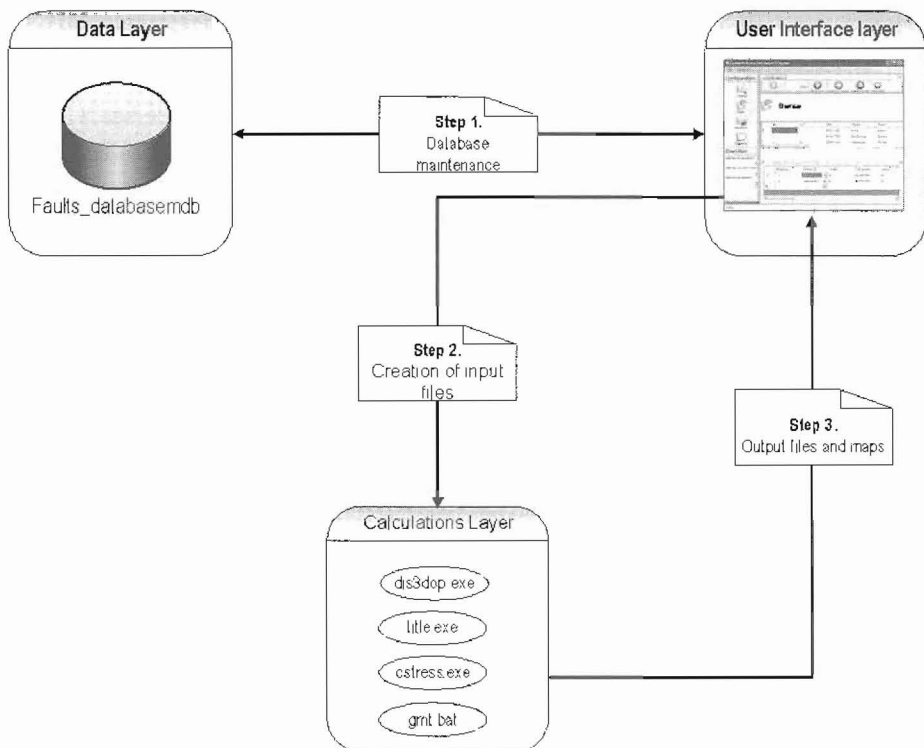 Data Layer
Faults_databasemdb
Step 1.
Database
maintenance
User Interface layer
Step 2.
Creation of input
files
Step 3.
Output files and maps
Calculations Layer
dis3dop exe
title.exe
cstress.exe
gmt bat